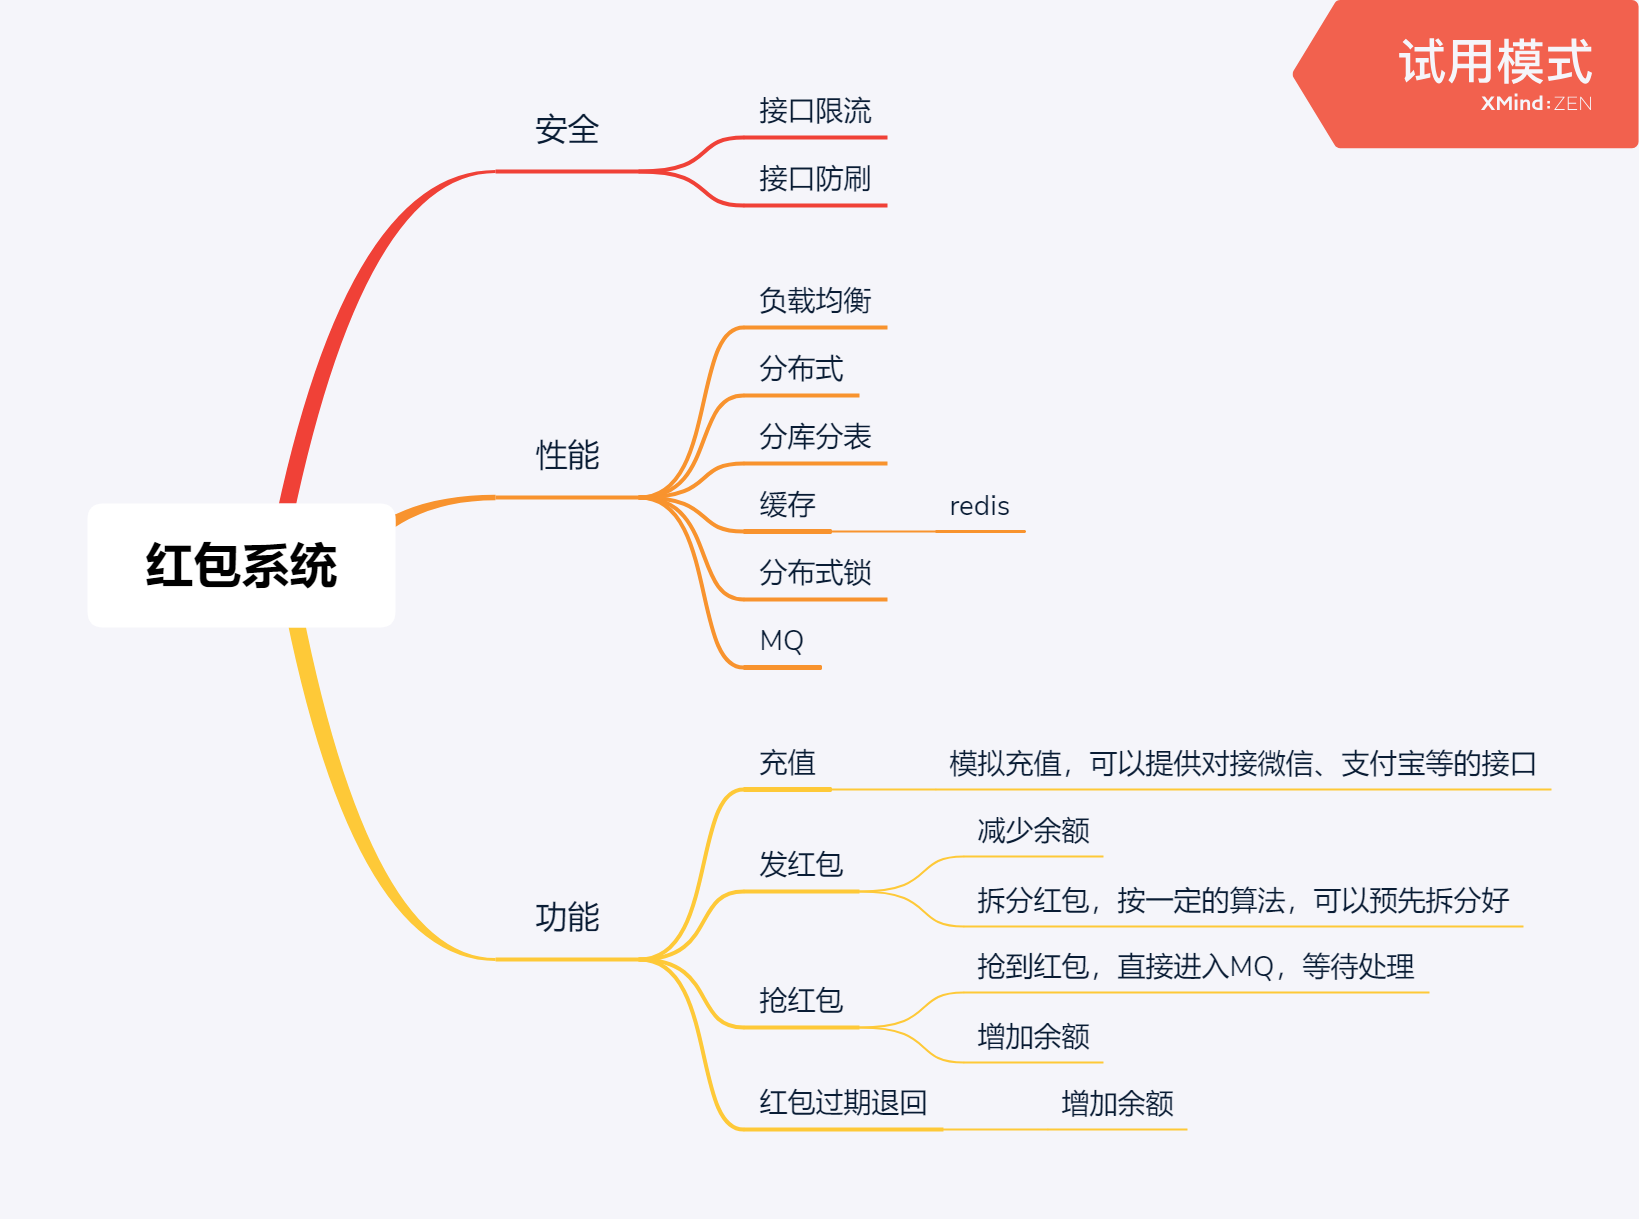 试用模式
XMind:ZEN
红包系统
安全
接口限流
接口防刷
性能
负载均衡
分布式
分库分表
缓存
redis
分布式锁
MQ
功能
充值
模拟充值，可以提供对接微信、支付宝等的接口
发红包
减少余额
拆分红包，按一定的算法，可以预先拆分好
抢红包
抢到红包，直接进入MQ，等待处理
增加余额
红包过期退回
增加余额